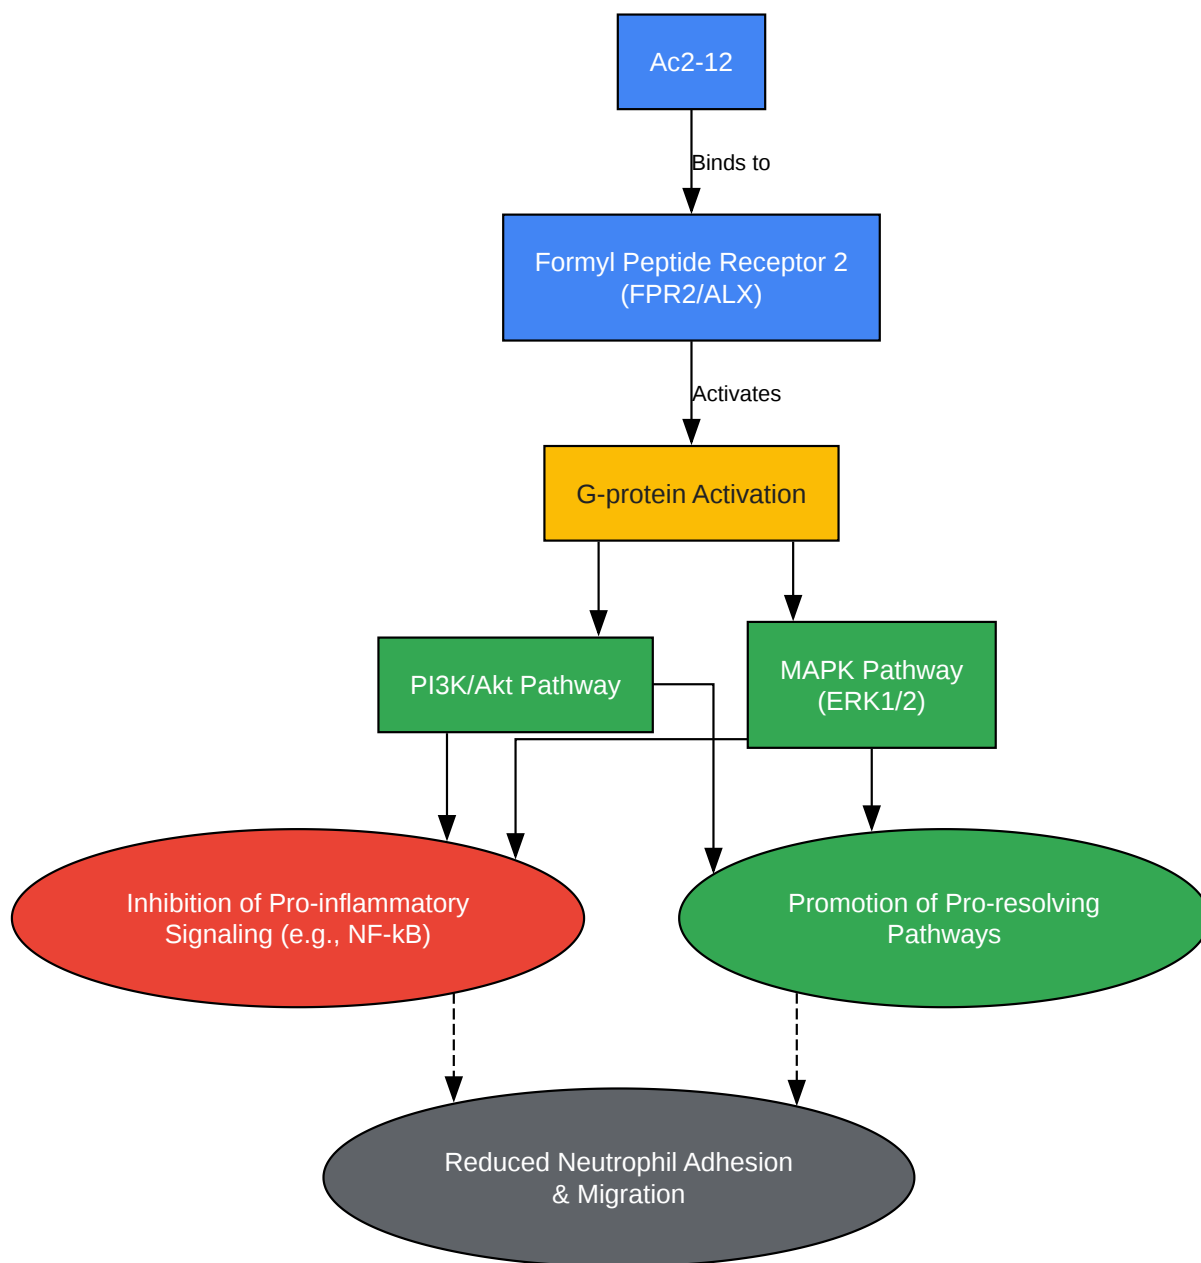 Ac2-12
Binds to
Formyl Peptide Receptor 2
(FPR2/ALX)
Activates
G-protein Activation
PI3K/Akt Pathway
MAPK Pathway
(ERK1/2)
Inhibition of Pro-inflammatory
Signaling (e.g., NF-kB)
Promotion of Pro-resolving
Pathways
Reduced Neutrophil Adhesion
& Migration